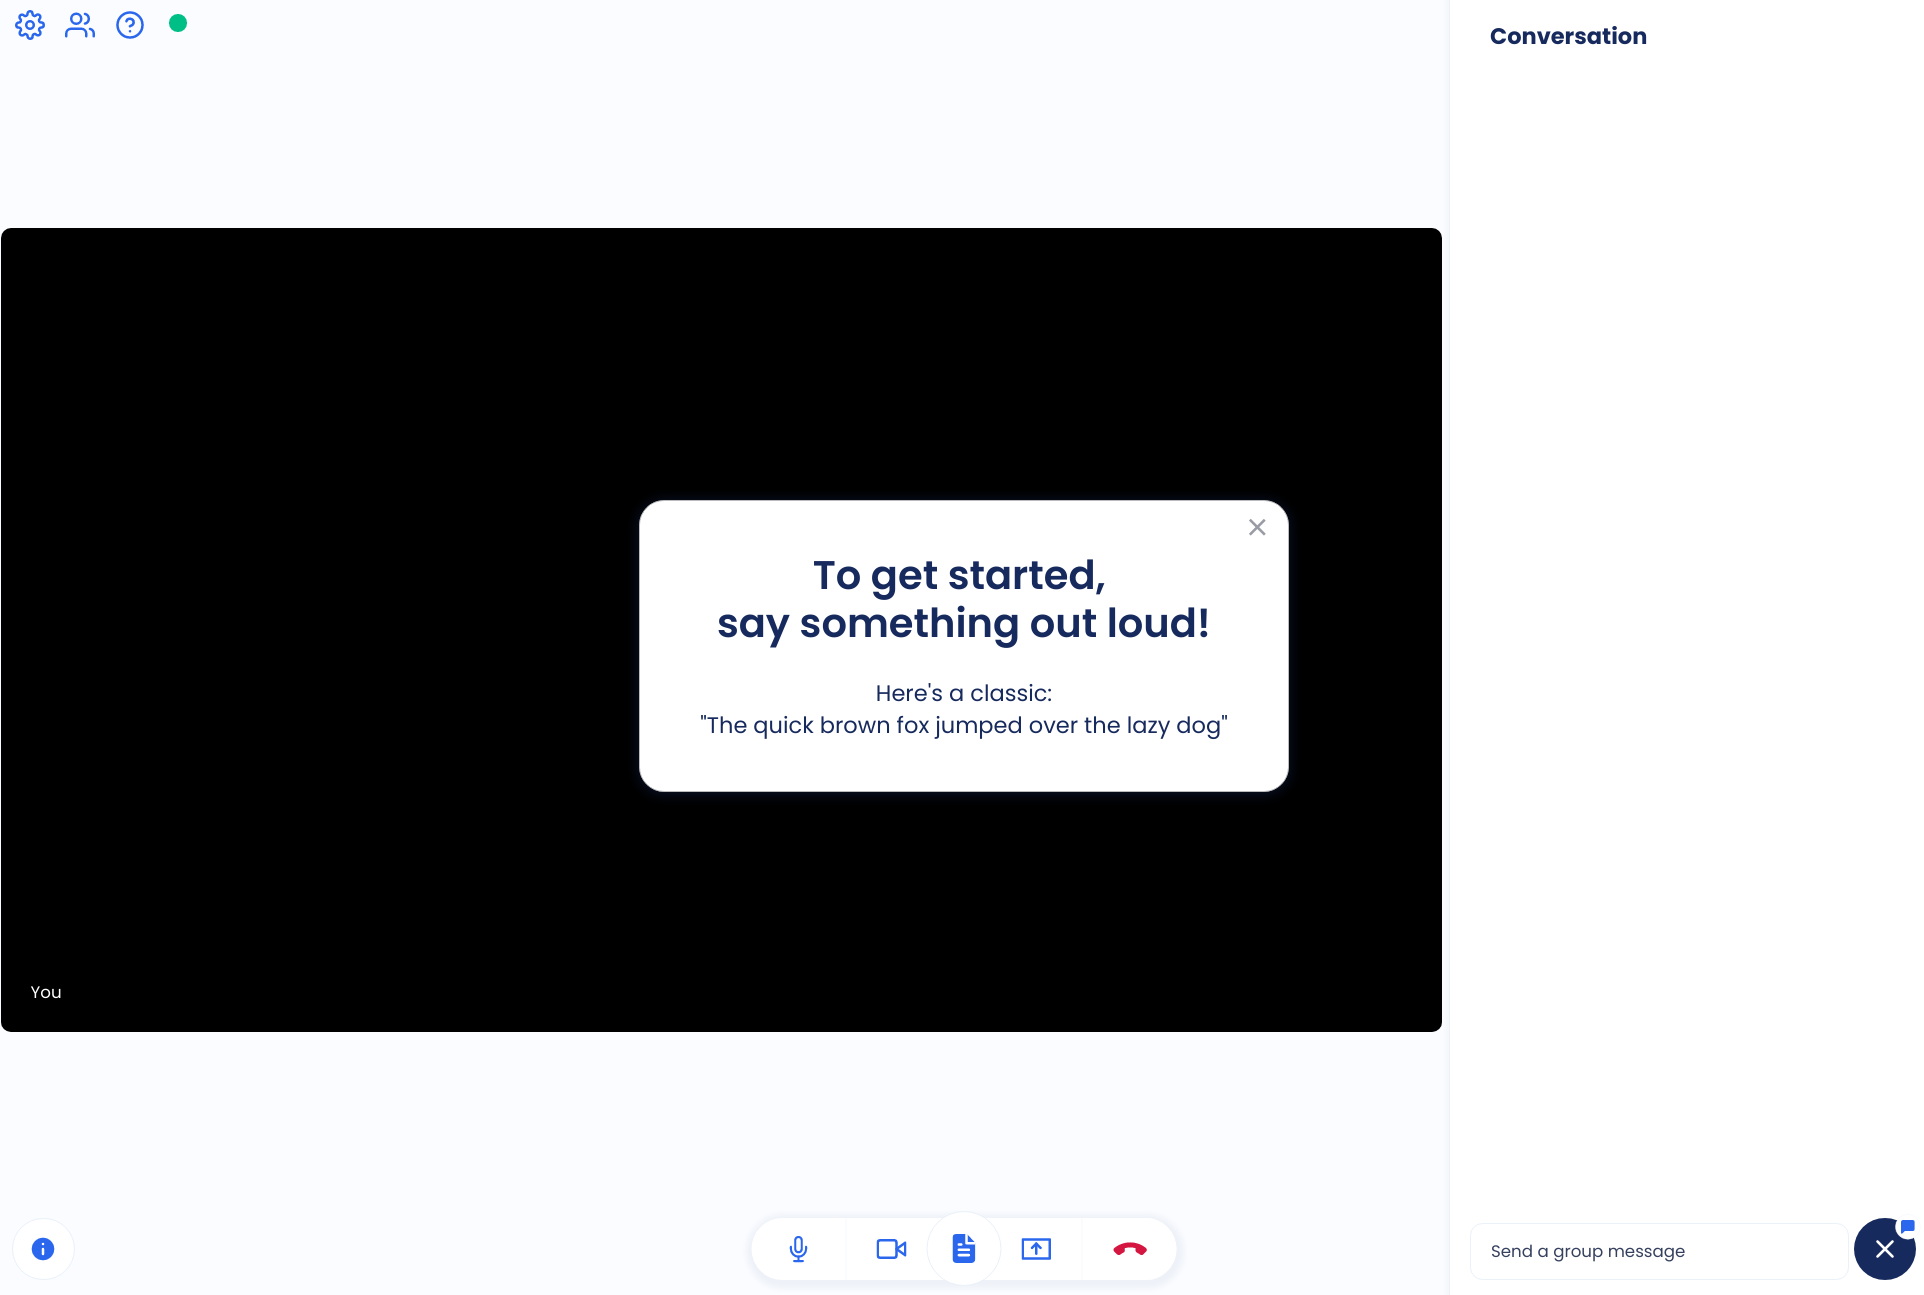 Conversation
To get started,
say something out loud!
Here's a classic:
"The quick brown fox jumped over the lazy dog"
You
Send a group message